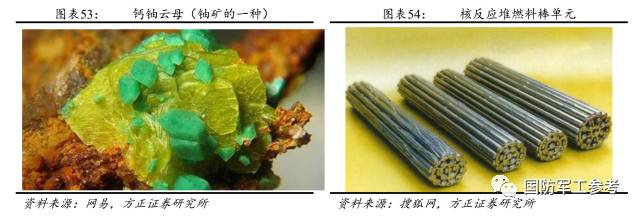 图表53： 钙铀云母（铀矿的一种）
图表54： 核反应堆燃料棒单元
国防军工参考
资料来源：网易，方正证券研究所
资料来源：搜狐网，方正证券研究所